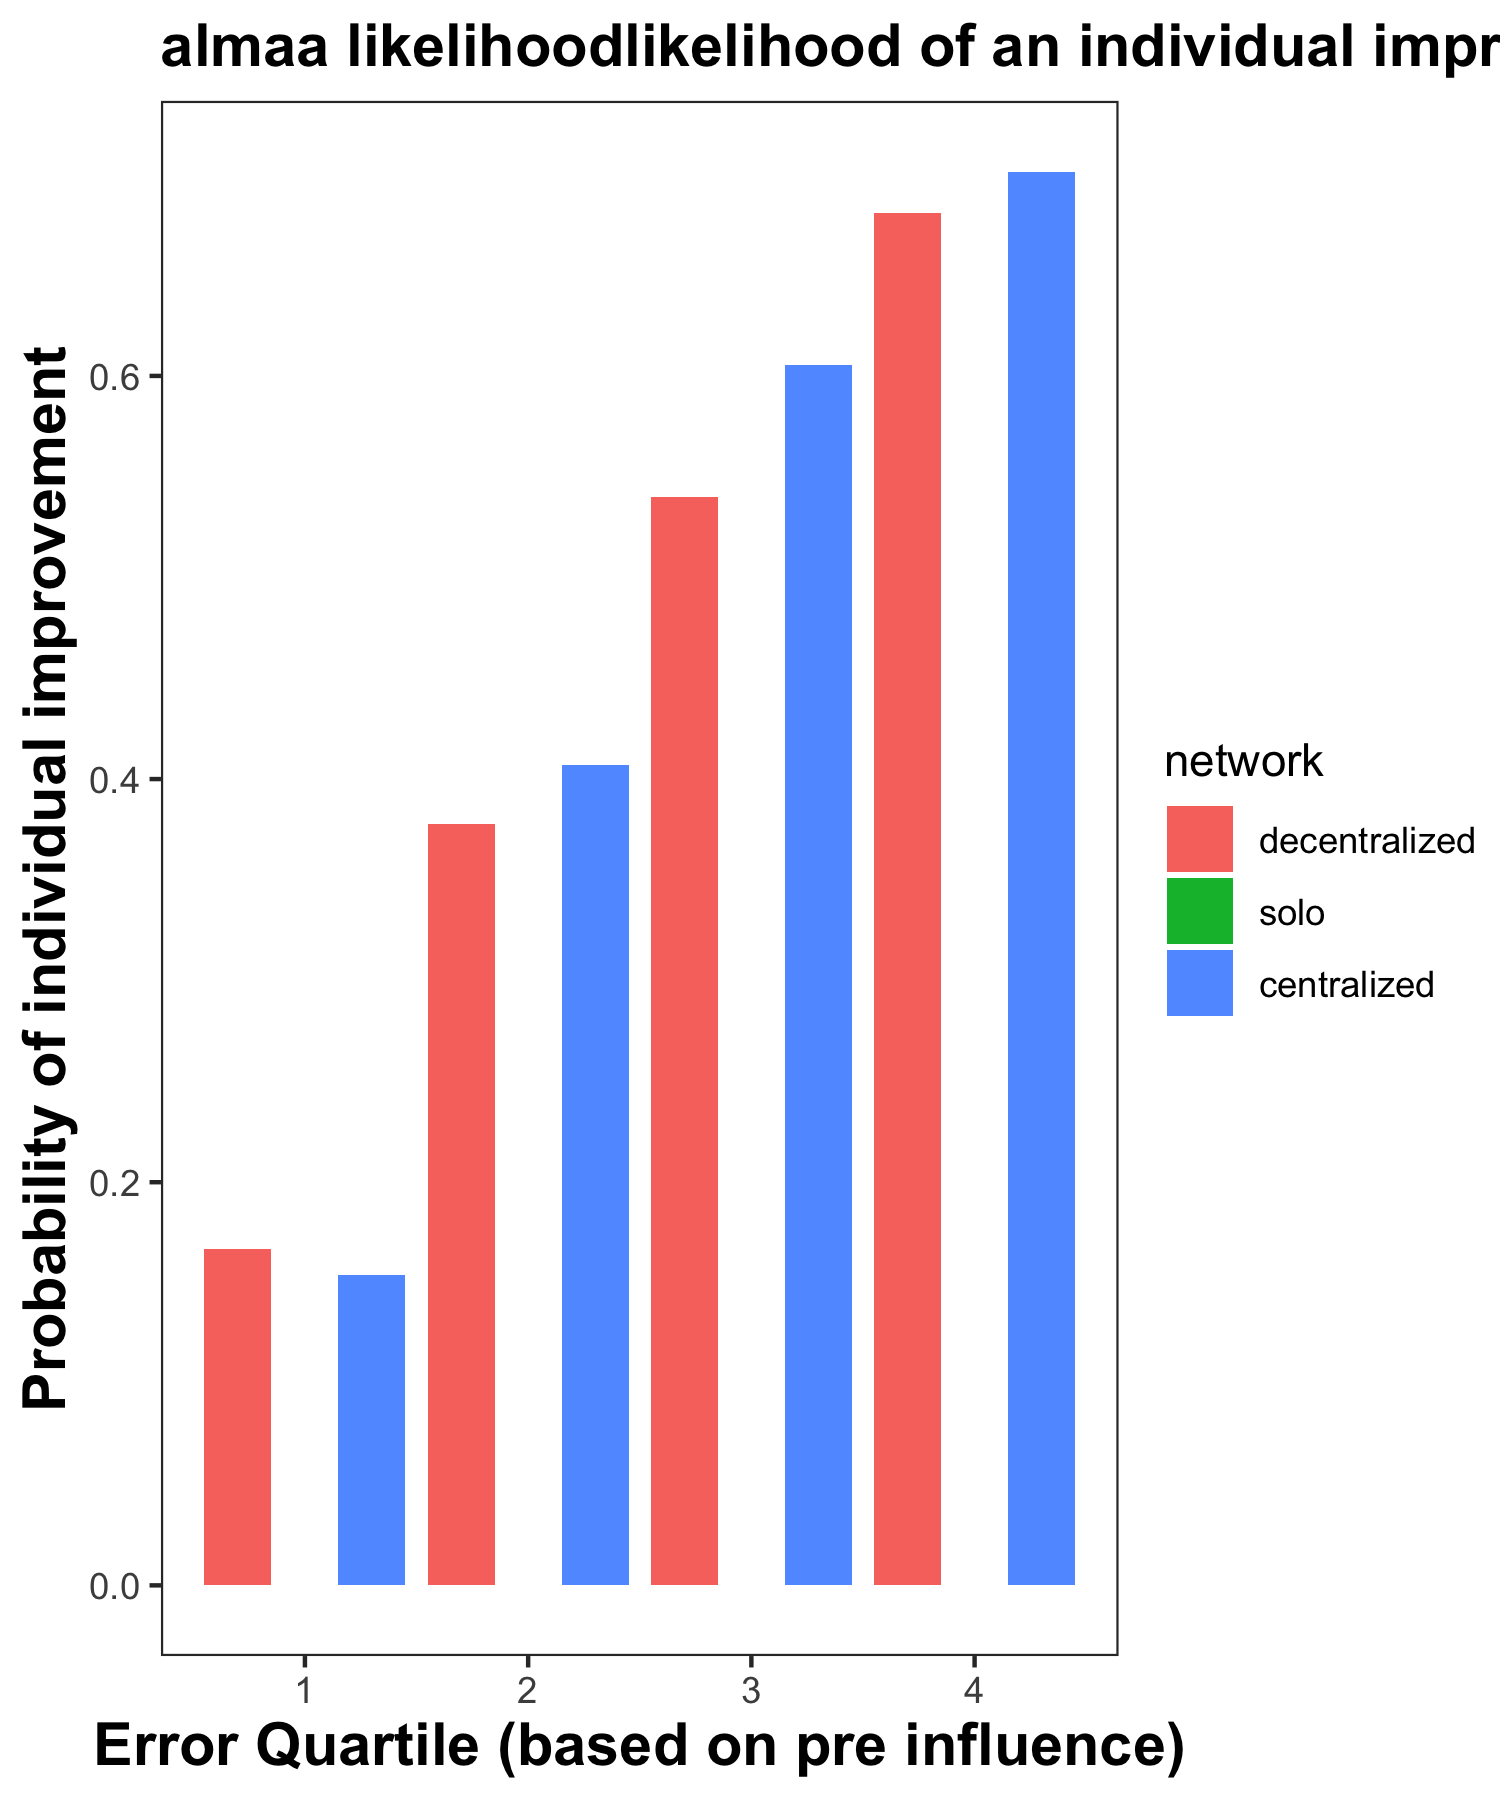 almaa likelihoodlikelihood of an individual impr
Probability of individual improvement
0.6
0.4
0.2
0.0
1 2 3 4
Error Quartile (based on pre influence)
network
decentralized
solo
centralized